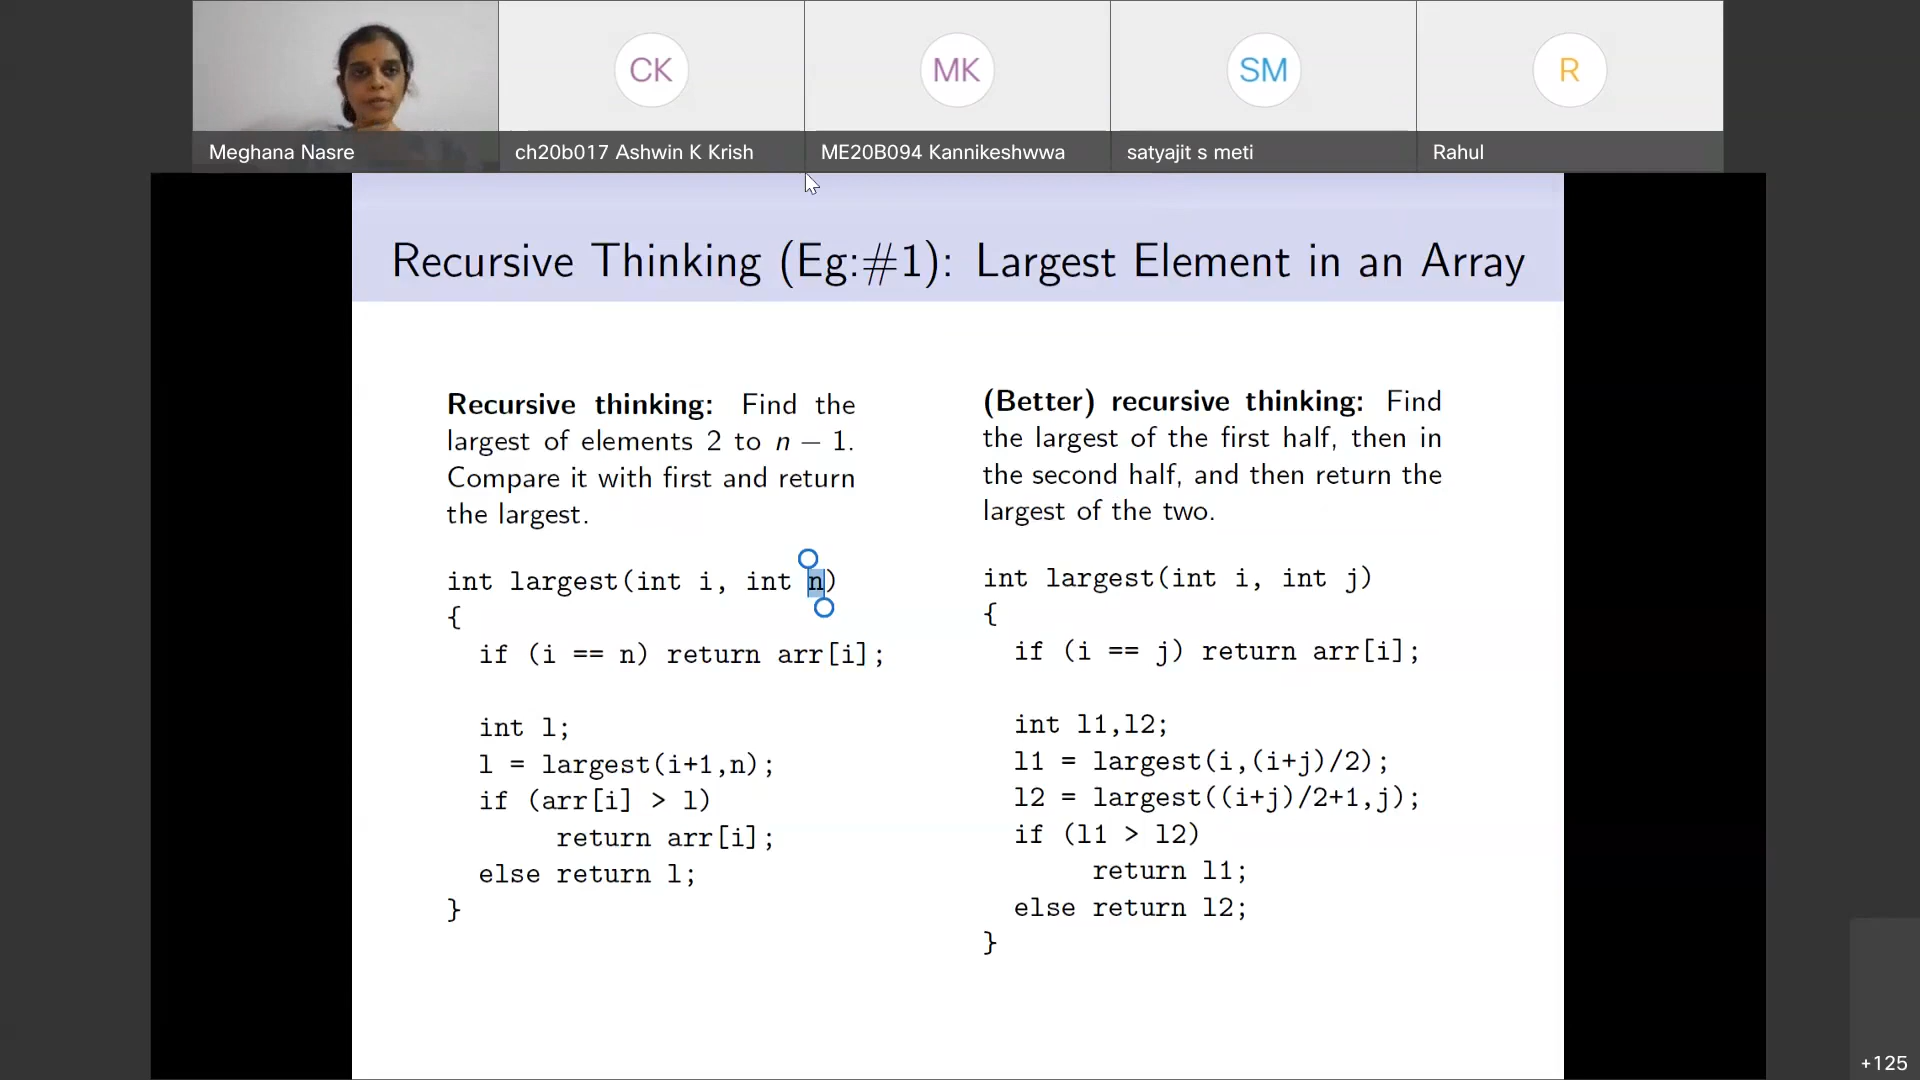 CK
MK
SM
R
Meghana Nasre
ch20b017 Ashwin K Krish
ME20B094 Kannikeshwwa
satyajit s meti
Rahul
Recursive Thinking (Eg:#1): Largest Element in an Array
Recursive thinking: Find the
largest of elements 2 to n − 1.
Compare it with first and return
the largest.
int largest(int i, int n)
{
if (i == n) return arr[i];
int l;
l = largest(i+1,n);
if (arr[i] > l)
return arr[i];
else return l;
}
(Better) recursive thinking: Find
the largest of the first half, then in
the second half, and then return the
largest of the two.
int largest(int i, int j)
{
if (i == j) return arr[i];
int l1,l2;
l1 = largest(i,(i+j)/2);
l2 = largest((i+j)/2+1,j);
if (l1 > l2)
return l1;
else return l2;
}
+125